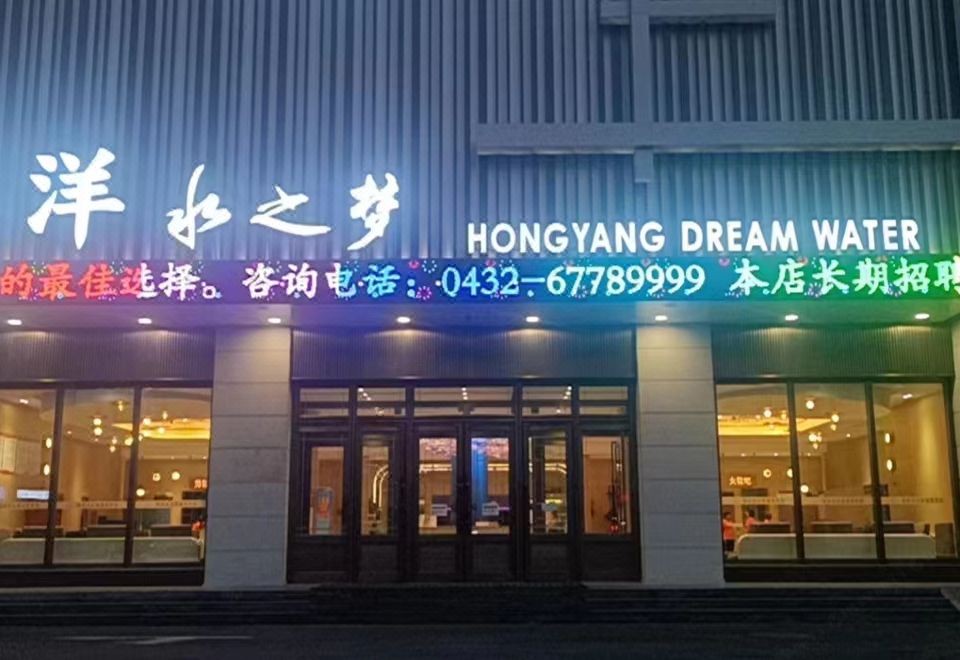 洋 水之梦
HONGYANG DREAM WATER
的最佳选择。咨询电话：0432-67789999 本店长期招聘